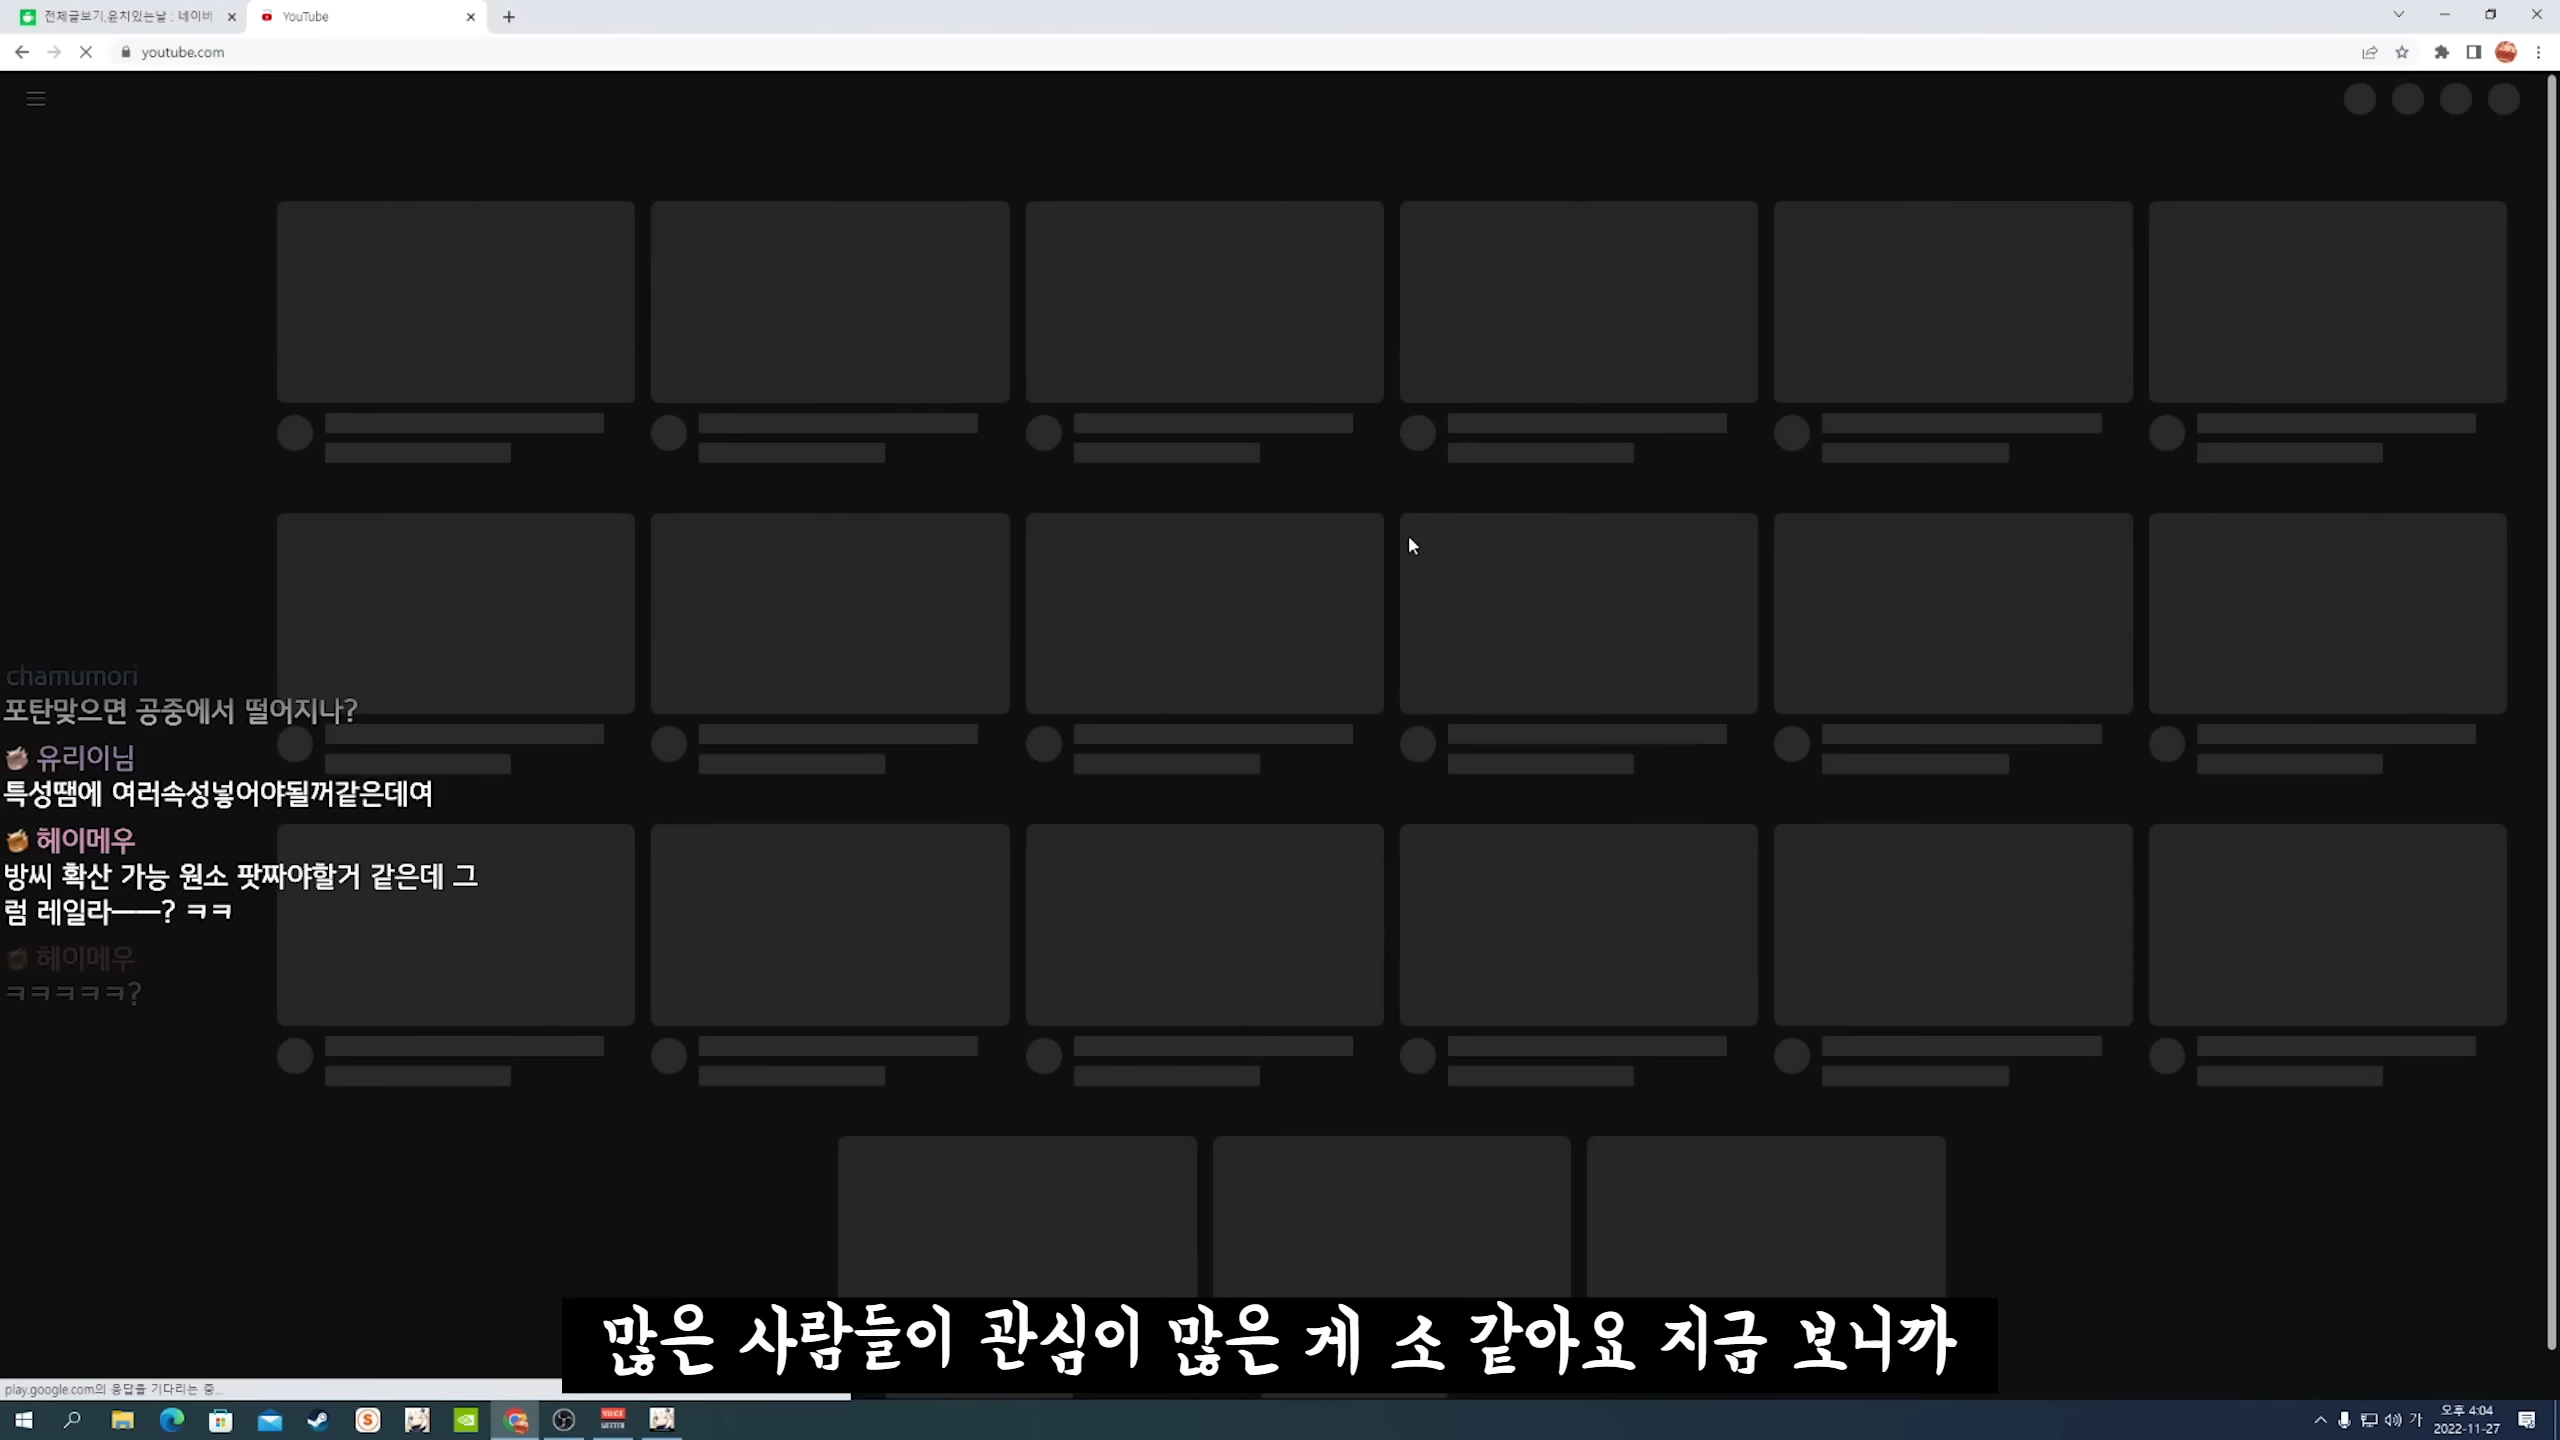 전체글보기,윤치있는날 : 네이버
YouTube
youtube.com
chamumori
포탄맞으면 공중에서 떨어지나?
유리이님
특성땜에 여러속성넣어야될꺼같은데여
헤이메우
방씨 확산 가능 원소 팟짜야할거 같은데 그
럼 레일라——? ㅋㅋ
헤이메우
ㅋㅋㅋㅋㅋ?
많은 사람들이 관심이 많은 게 소 같아요 지금 보니까
play.google.com의 응답을 기다리는 중...
VOICE
가
오후 4:04
2022-11-27